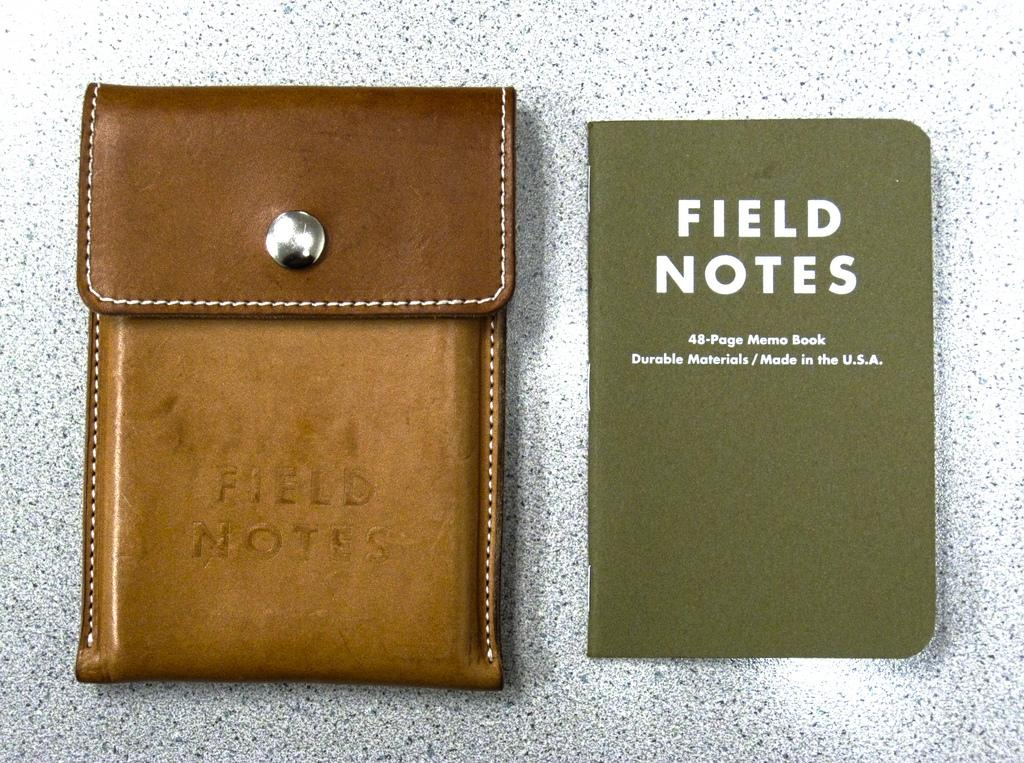 FIELD
NOTES
FIELD
NOTES
48-Page Memo Book
Durable Materials / Made in the U.S.A.